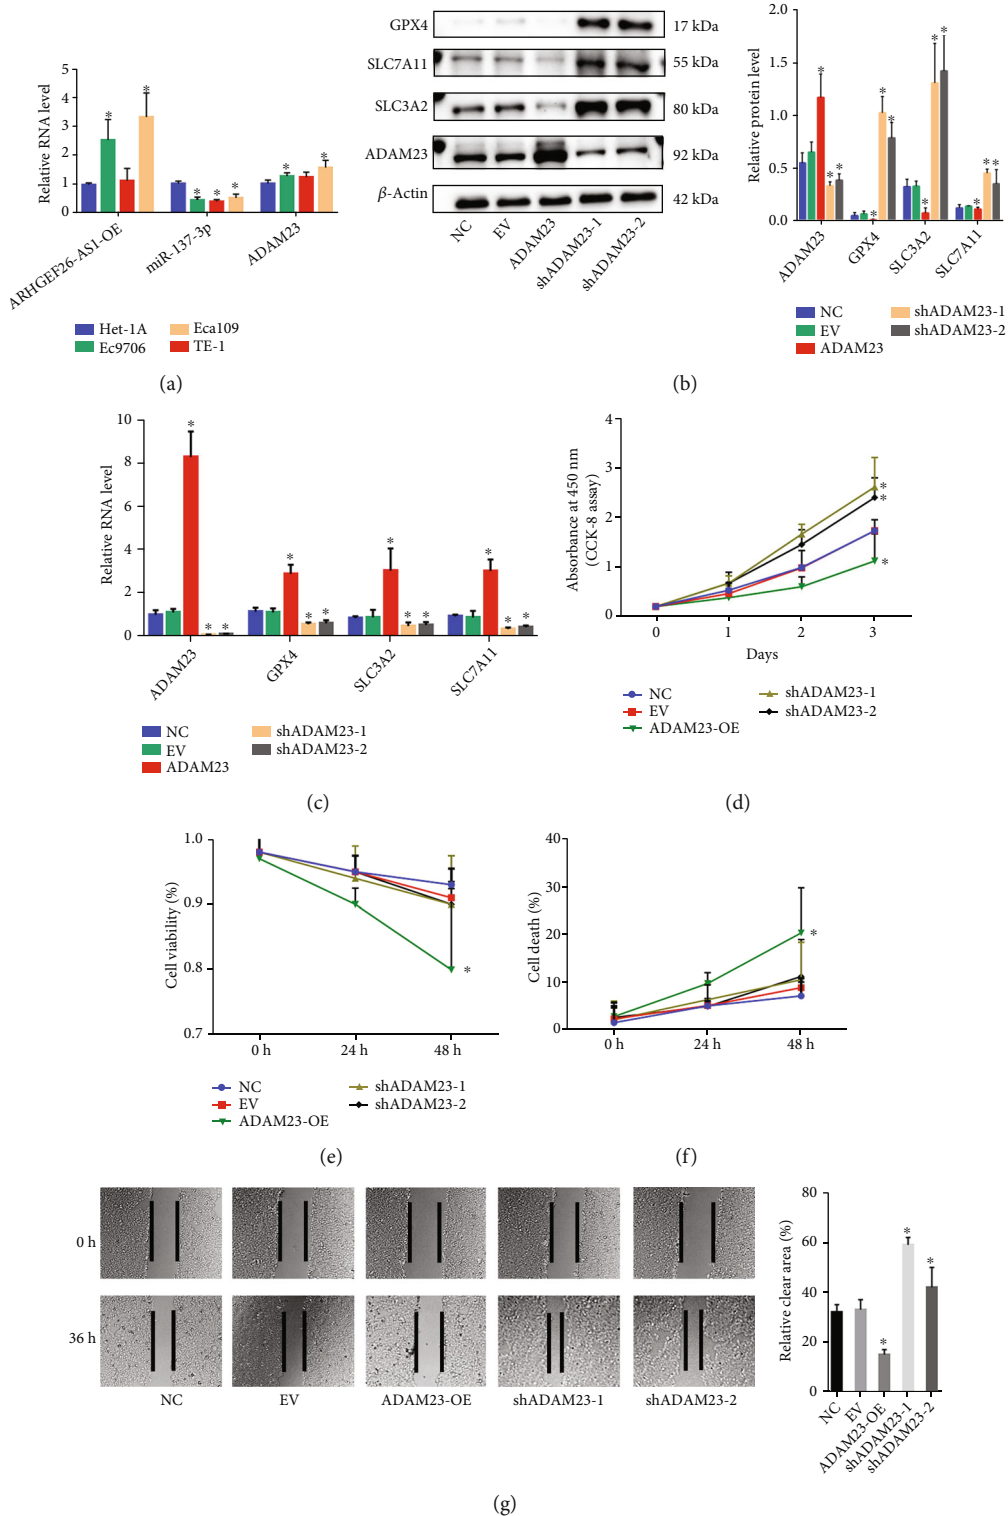 Relative RNA level
5
4
3
2
1
0
* * * * * * *
ARHGEF26-AS1-OE
miR-137-3p
ADAM23
Het-1A
Eca109
Ec9706
TE-1
(a)
GPX4
17 kDa
SLC7A11
55 kDa
SLC3A2
80 kDa
ADAM23
92 kDa
β-Actin
42 kDa
NC
EV
ADAM23
shADAM23-1
shADAM23-2
Relative protein level
2.0
1.5
1.0
0.5
0.0
* * * * * * * * * * * *
ADAM23
GPX4
SLC3A2
SLC7A11
NC
shADAM23-1
EV
shADAM23-2
ADAM23
(b)
Relative RNA level
10
8
6
4
2
0
* * * * * * * * * * * *
ADAM23
GPX4
SLC3A2
SLC7A11
NC
shADAM23-1
EV
shADAM23-2
ADAM23
(c)
Absorbance at 450 nm
(CCK-8 assay)
4
3
2
1
0
*
*
*
0 1 2 3
Days
NC
shADAM23-1
EV
shADAM23-2
ADAM23-OE
(d)
Cell viability (%)
1.0
0.9
0.8
0.7
*
0 h 24 h 48 h
NC
shADAM23-1
EV
shADAM23-2
ADAM23-OE
(e)
Cell death (%)
40
30
20
10
0
*
0 h 24 h 48 h
NC
shADAM23-1
EV
shADAM23-2
ADAM23-OE
(f)
0 h
36 h
NC
EV
ADAM23-OE
shADAM23-1
shADAM23-2
Relative clear area (%)
80
60
40
20
0
* * *
NC
EV
ADAM23-OE
shADAM23-1
shADAM23-2
(g)